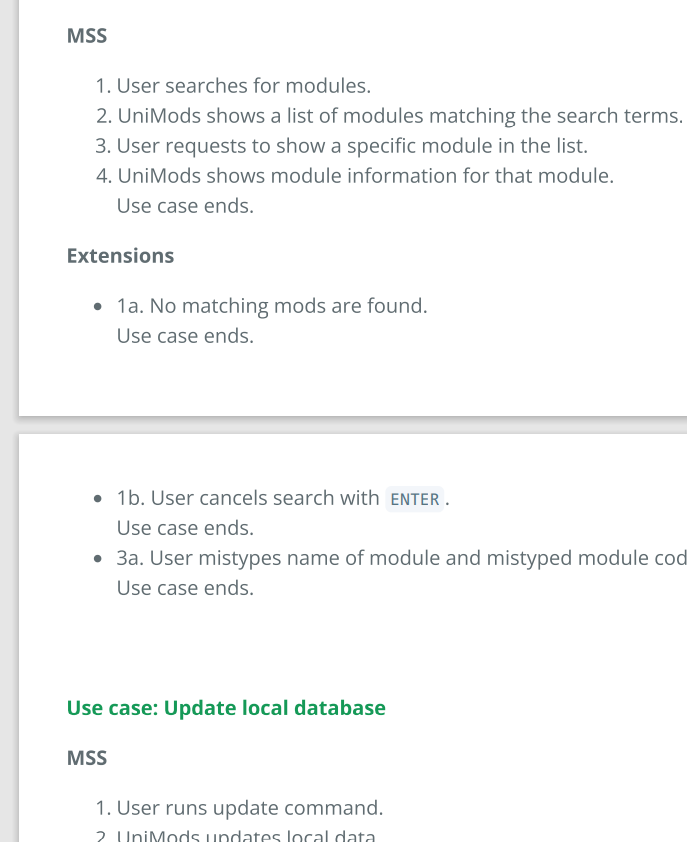 MSS
1. User searches for modules.
2. UniMods shows a list of modules matching the search terms.
3. User requests to show a specific module in the list.
4. UniMods shows module information for that module.
Use case ends.
Extensions
• 1a. No matching mods are found.
Use case ends.
• 1b. User cancels search with ENTER.
Use case ends.
• 3a. User mistypes name of module and mistyped module cod
Use case ends.
Use case: Update local database
MSS
1. User runs update command.
2. UniMods updates local data